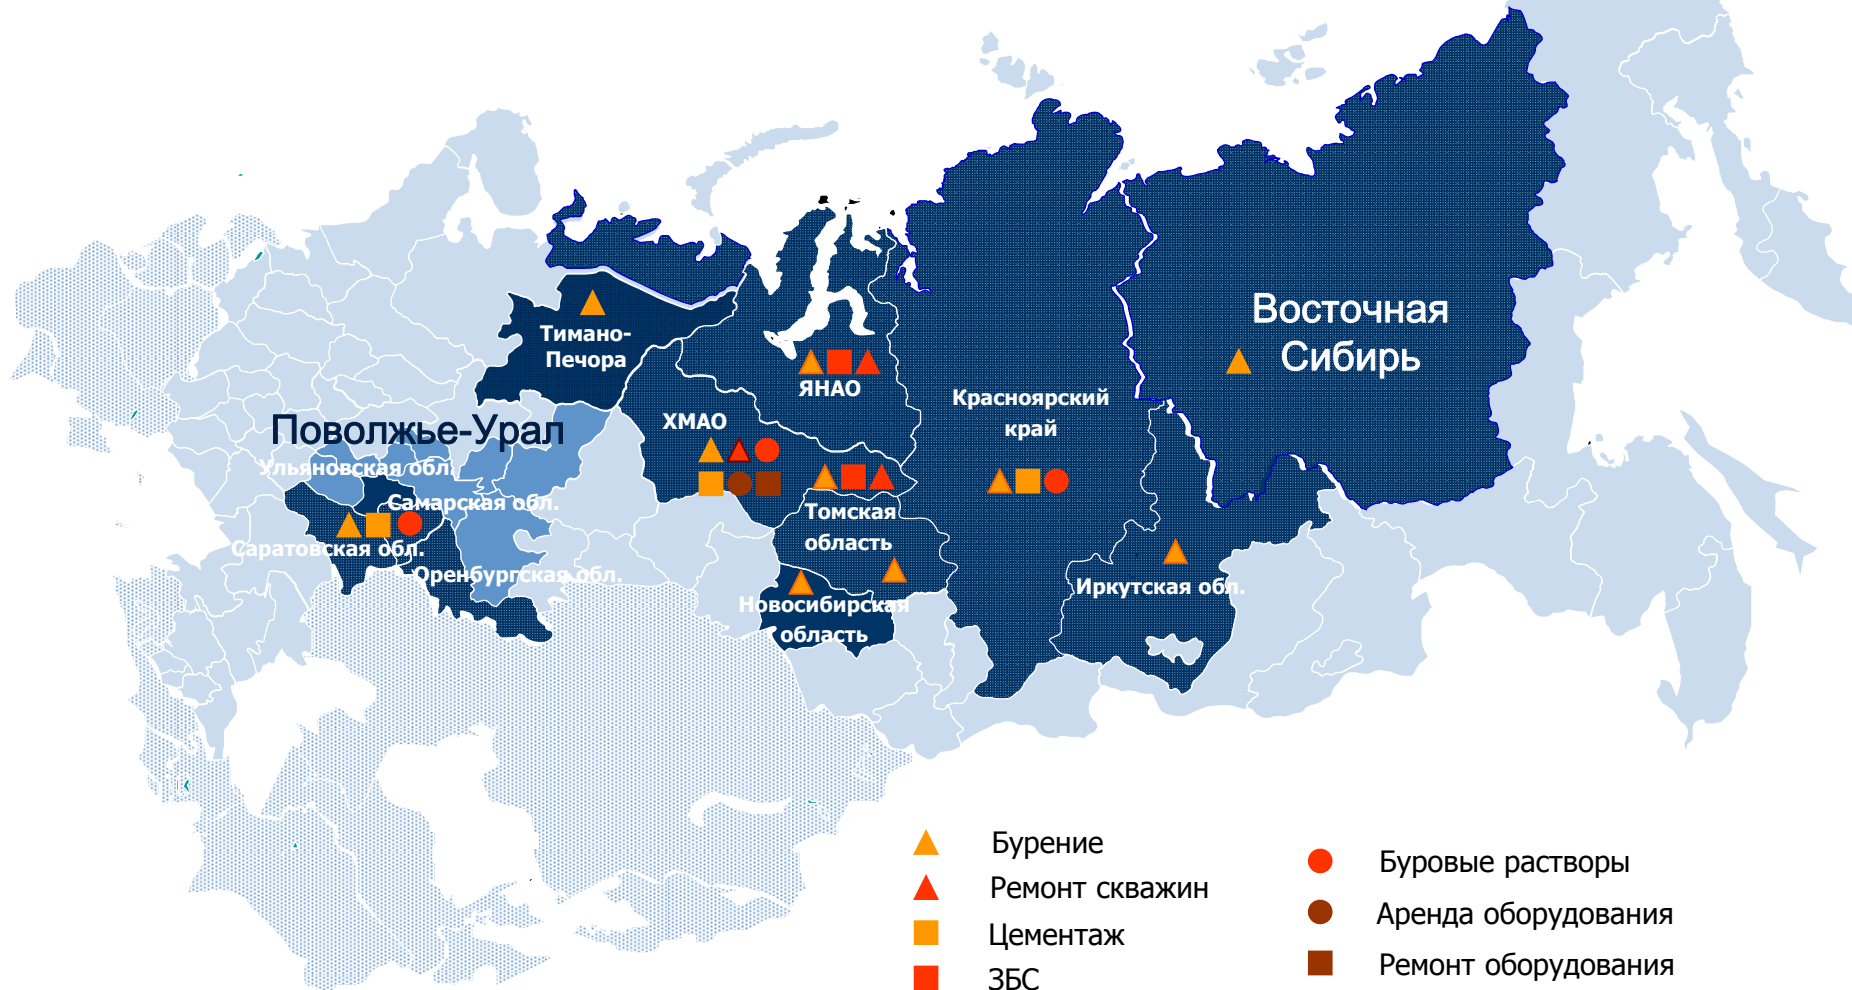 Восточная
Сибирь
Тимано-
Печора
ЯНАО
Красноярский
край
ХМАО
Поволжье-Урал
Ульяновская обл.
Самарская обл.
Саратовская обл.
Оренбургская обл.
Томская
область
Новосибирская
область
Иркутская обл.
Бурение
Ремонт скважин
Цементаж
ЗБС
Буровые растворы
Аренда оборудования
Ремонт оборудования